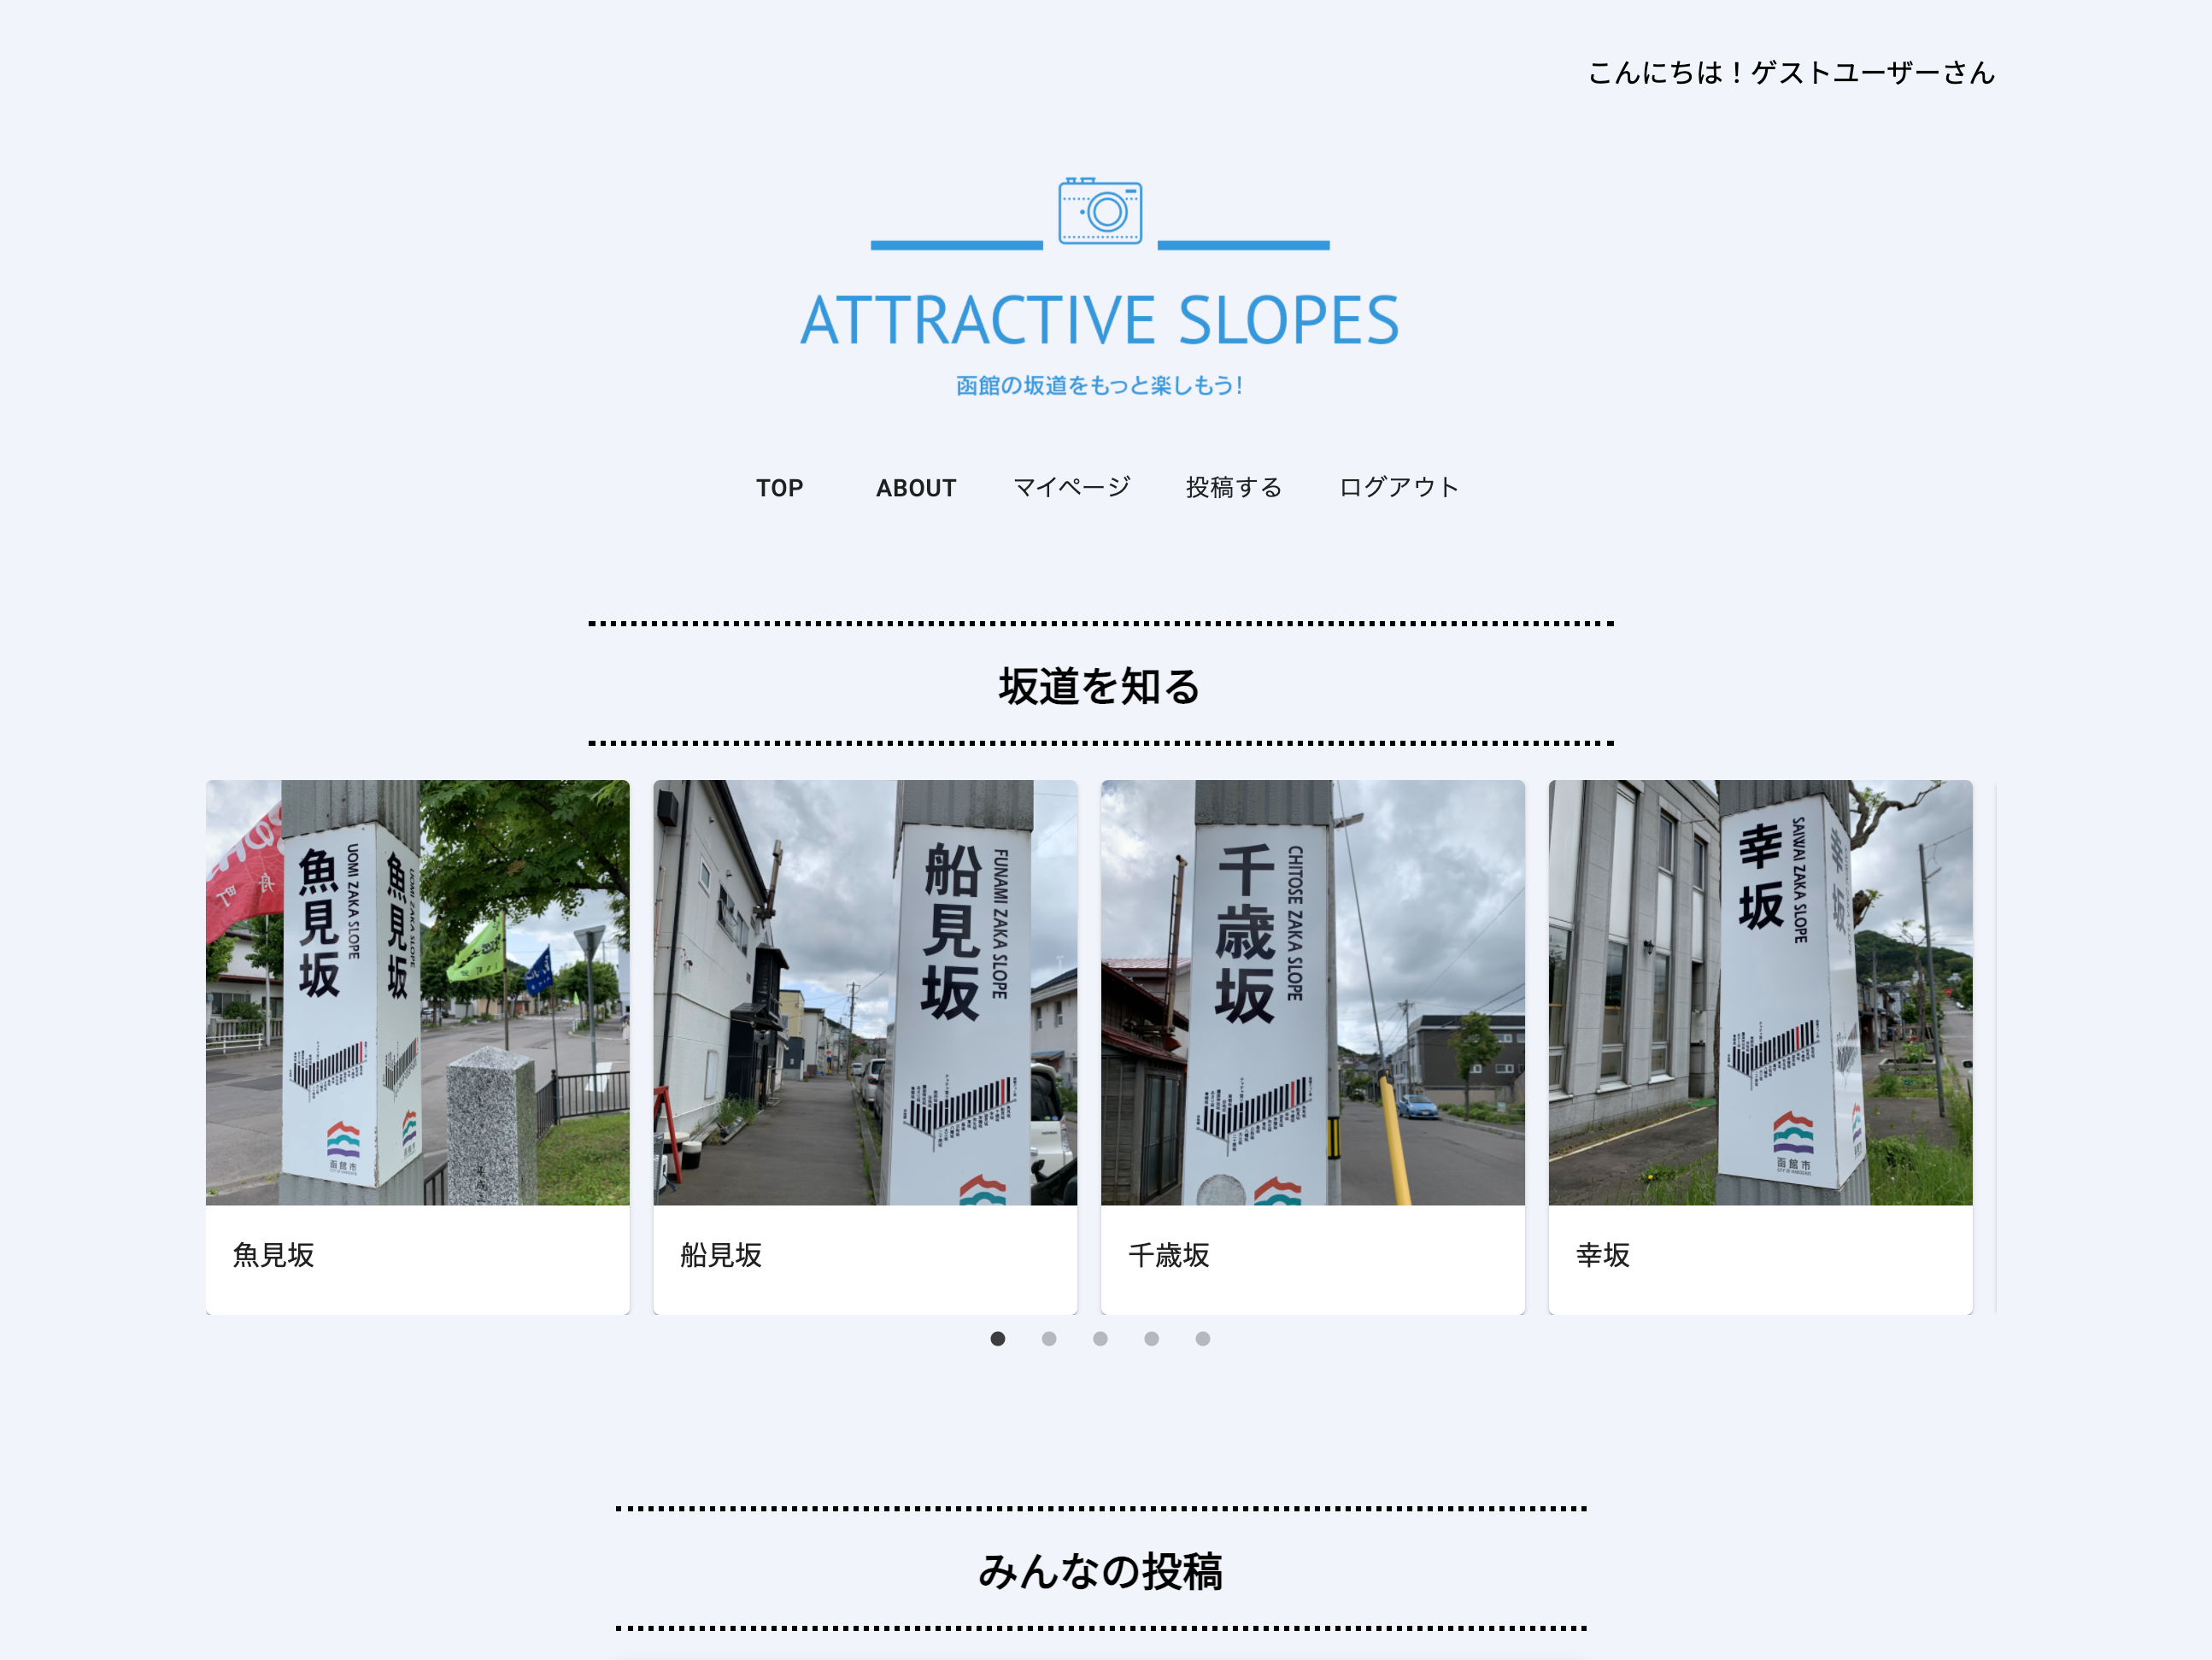 こんにちは！ゲストユーザーさん
ATTRACTIVE SLOPES
函館の坂道をもっと楽しもう！
TOP ABOUT マイページ 投稿する ログアウト
坂道を知る
魚見坂
UOMI ZAKA SLOPE
魚見坂
UOMI ZAKA SLOPE
函館市
船見坂
FUNAMI ZAKA SLOPE
千歳坂
CHITOSE ZAKA SLOPE
幸坂
SAIWAI ZAKA SLOPE
幸坂
函館市
魚見坂
船見坂
千歳坂
幸坂
みんなの投稿